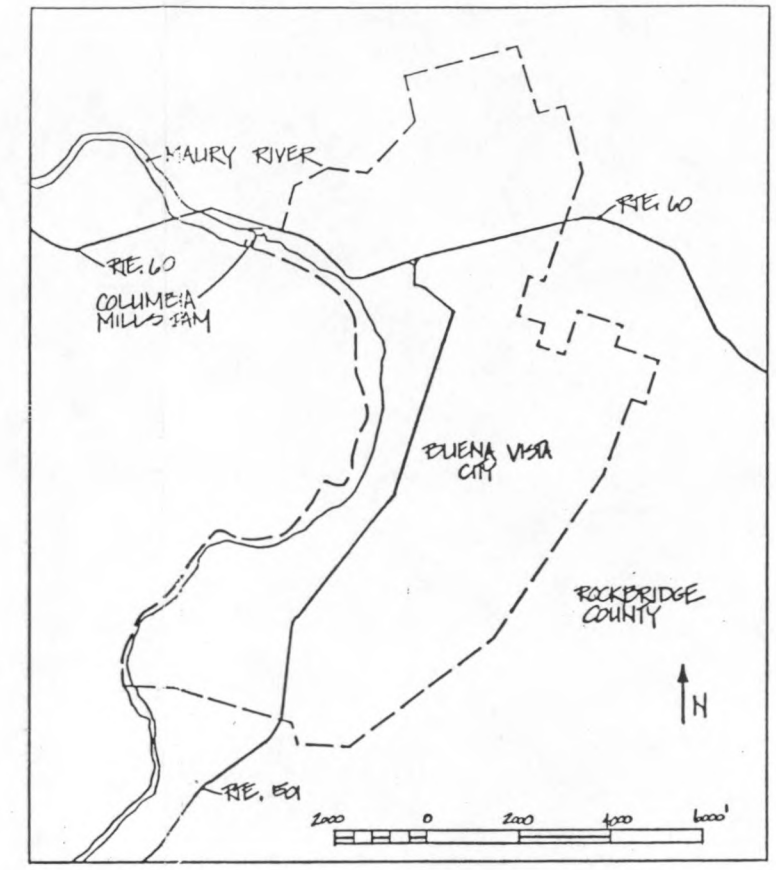 MAURY RIVER
RTE. 60
RTE. 60
COLUMBIA
MILLS DAM
BUENA VISTA
CITY
ROCKBRIDGE
COUNTY
N
RTE. 501
2000 0 2000 4000 6000'